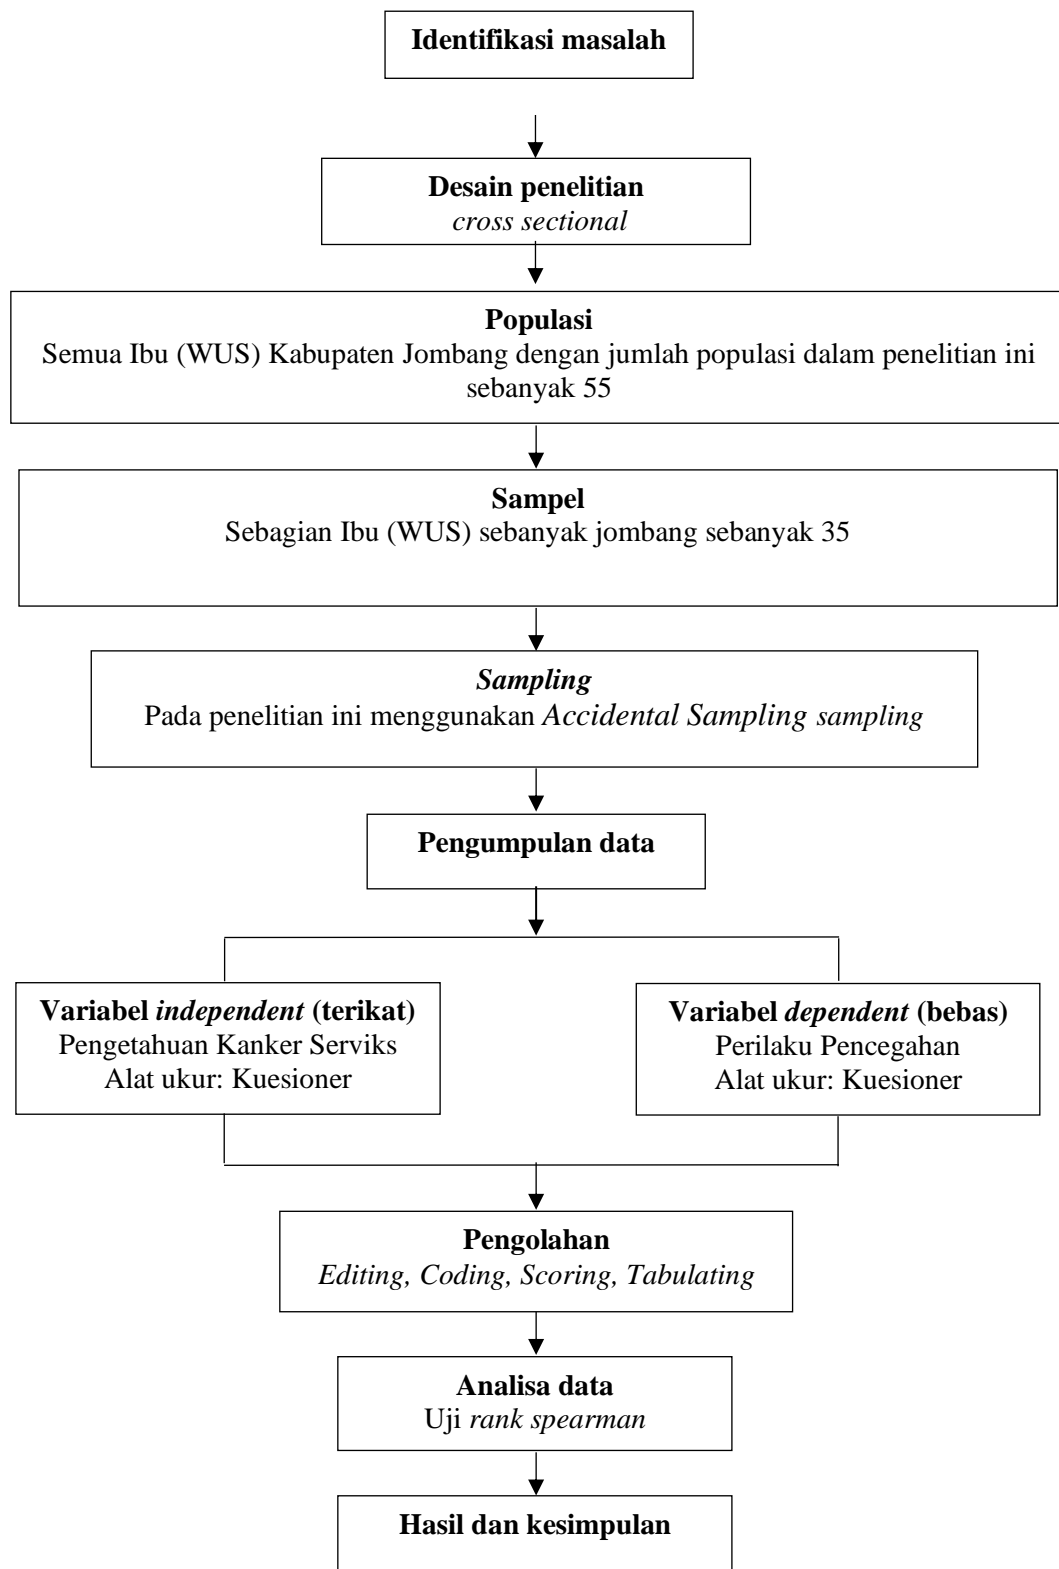 Identifikasi masalah
Desain penelitian
cross sectional
Populasi
Semua Ibu (WUS) Kabupaten Jombang dengan jumlah populasi dalam penelitian ini
sebanyak 55
Sampel
Sebagian Ibu (WUS) sebanyak jombang sebanyak 35
Sampling
Pada penelitian ini menggunakan Accidental Sampling sampling
Pengumpulan data
Variabel independent (terikat)
Pengetahuan Kanker Serviks
Alat ukur: Kuesioner
Variabel dependent (bebas)
Perilaku Pencegahan
Alat ukur: Kuesioner
Pengolahan
Editing, Coding, Scoring, Tabulating
Analisa data
Uji rank spearman
Hasil dan kesimpulan